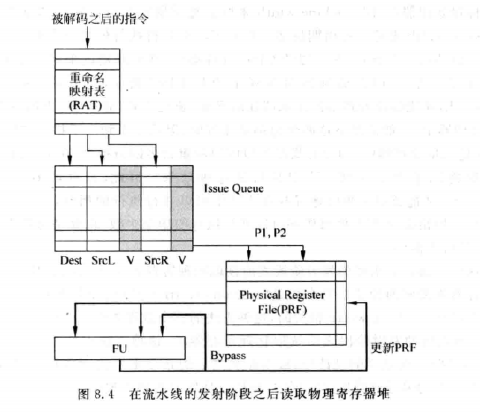 被解码之后的指令
重命名
映射表
(RAT)
Issue Queue
P1, P2
Dest SrcL V SrcR V
Physical Register
File(PRF)
FU
Bypass
更新PRF
图 8.4 在流水线的发射阶段之后读取物理寄存器堆